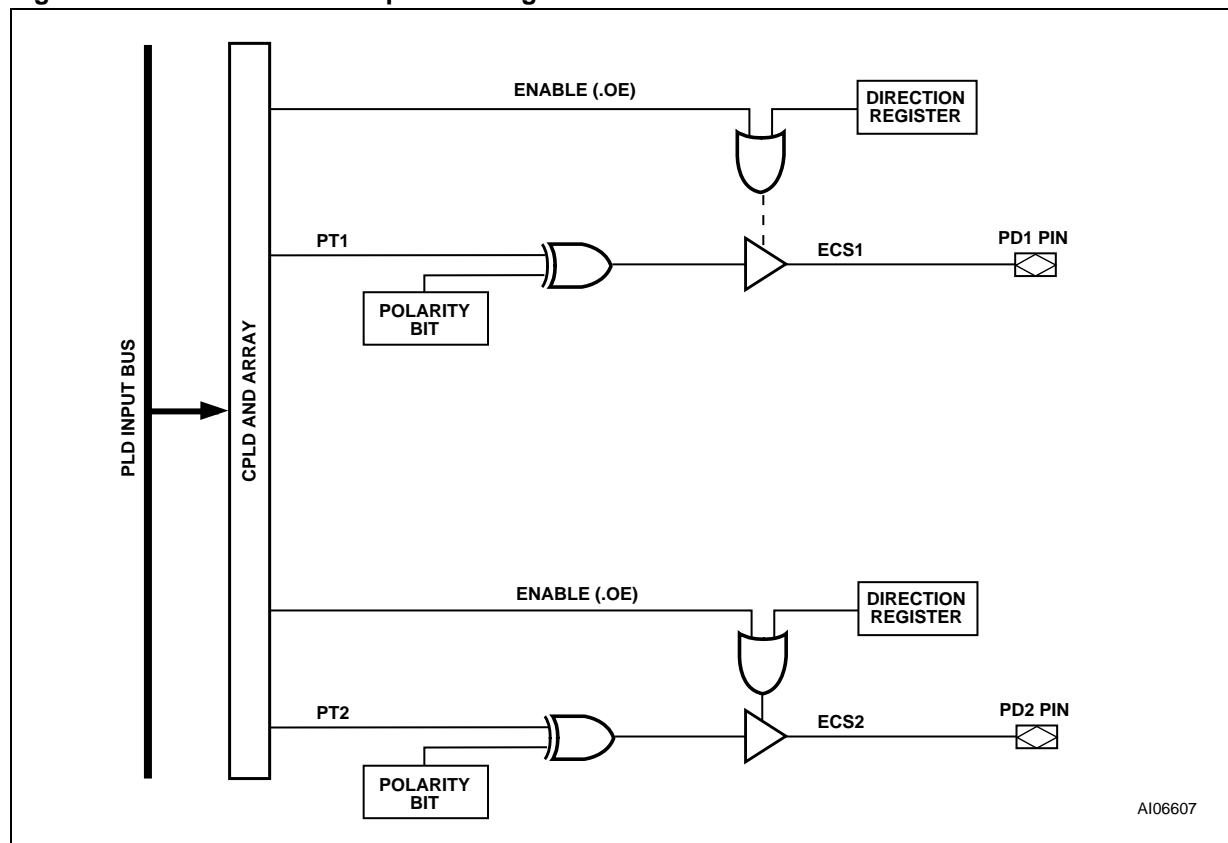 ENABLE (.OE)
DIRECTION
REGISTER
PT1
ECS1
PD1 PIN
POLARITY
BIT
PLD INPUT BUS
CPLD AND ARRAY
ENABLE (.OE)
DIRECTION
REGISTER
PT2
ECS2
PD2 PIN
POLARITY
BIT
AI06607